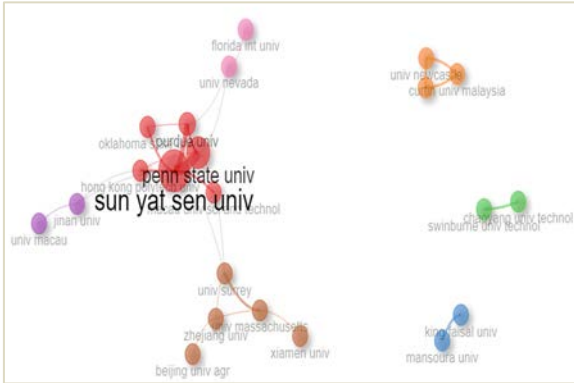 florida int univ
univ nevada
univ newcastle
curtin univ malaysia
purdue univ
oklahoma
penn state univ
hong kong
sun yat sen univ
jinan univ
univ macau
swinburne univ technol
univ surrey
univ massachusetts
zhejiang univ
xiamen univ
beijing univ agr
king faisal univ
mansoura univ